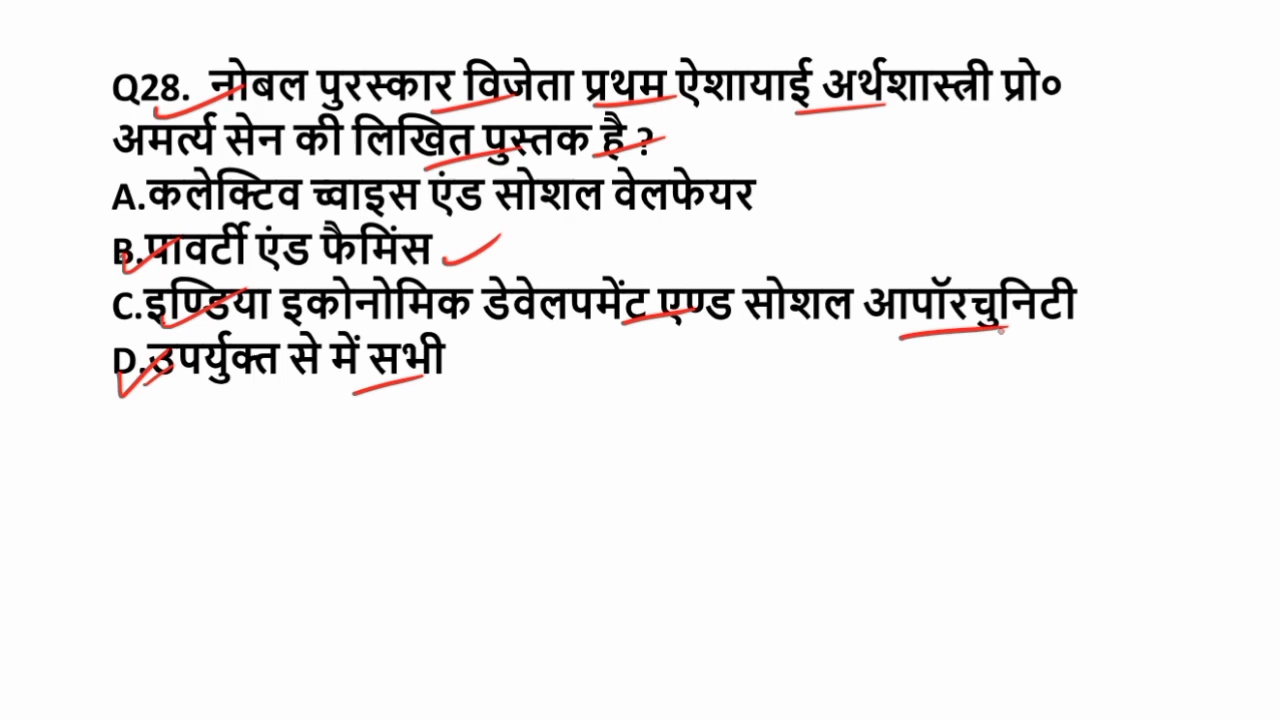 Q28. नोबल पुरस्कार विजेता प्रथम ऐशायाई अर्थशास्त्री प्रो०
अमर्त्य सेन की लिखित पुस्तक है ?
A.कलेक्टिव च्वाइस एंड सोशल वेलफेयर
B.पावर्टी एंड फैमिंस
C.इण्डिया इकोनोमिक डेवेलपमेंट एण्ड सोशल आपॉरचुनिटी
D.उपर्युक्त से में सभी